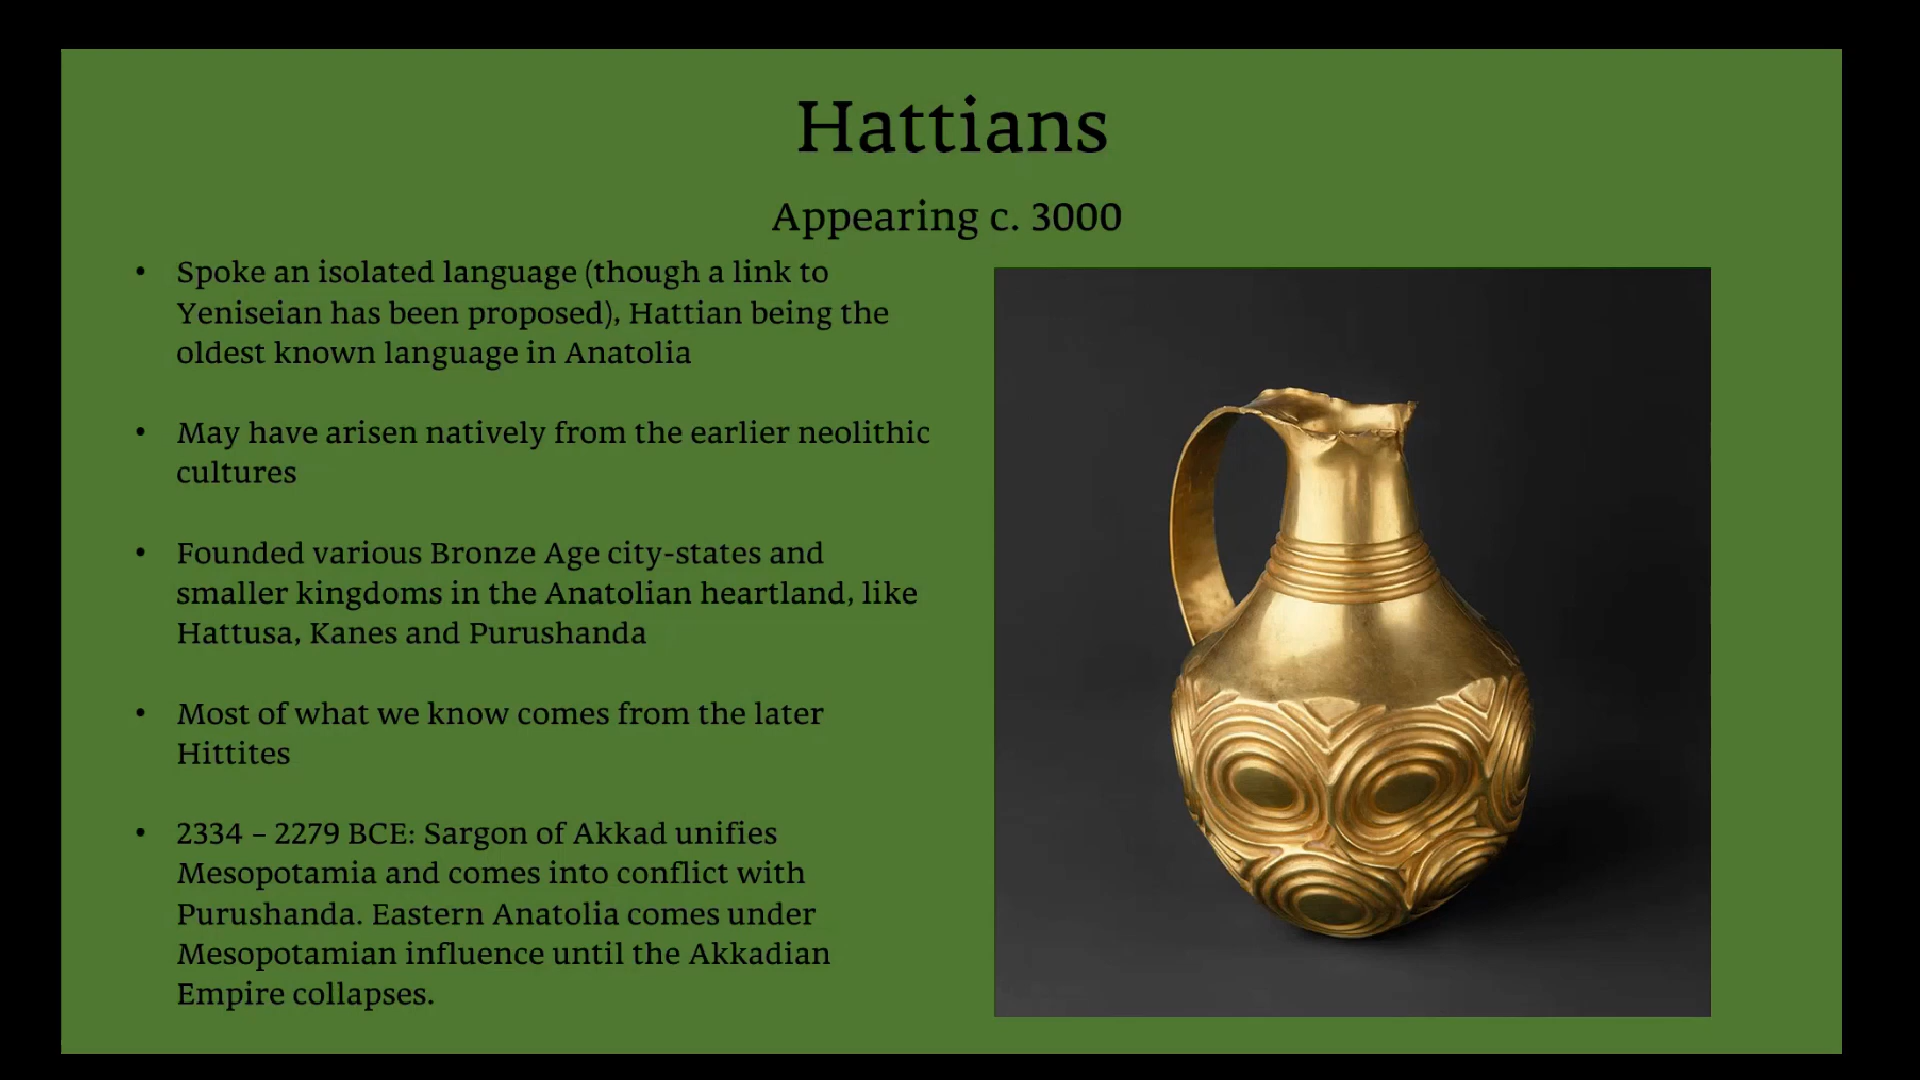 Hattians
Appearing c. 3000
• Spoke an isolated language (though a link to
Yeniseian has been proposed), Hattian being the
oldest known language in Anatolia
• May have arisen natively from the earlier neolithic
cultures
• Founded various Bronze Age city-states and
smaller kingdoms in the Anatolian heartland, like
Hattusa, Kanes and Purushanda
• Most of what we know comes from the later
Hittites
• 2334 – 2279 BCE: Sargon of Akkad unifies
Mesopotamia and comes into conflict with
Purushanda. Eastern Anatolia comes under
Mesopotamian influence until the Akkadian
Empire collapses.